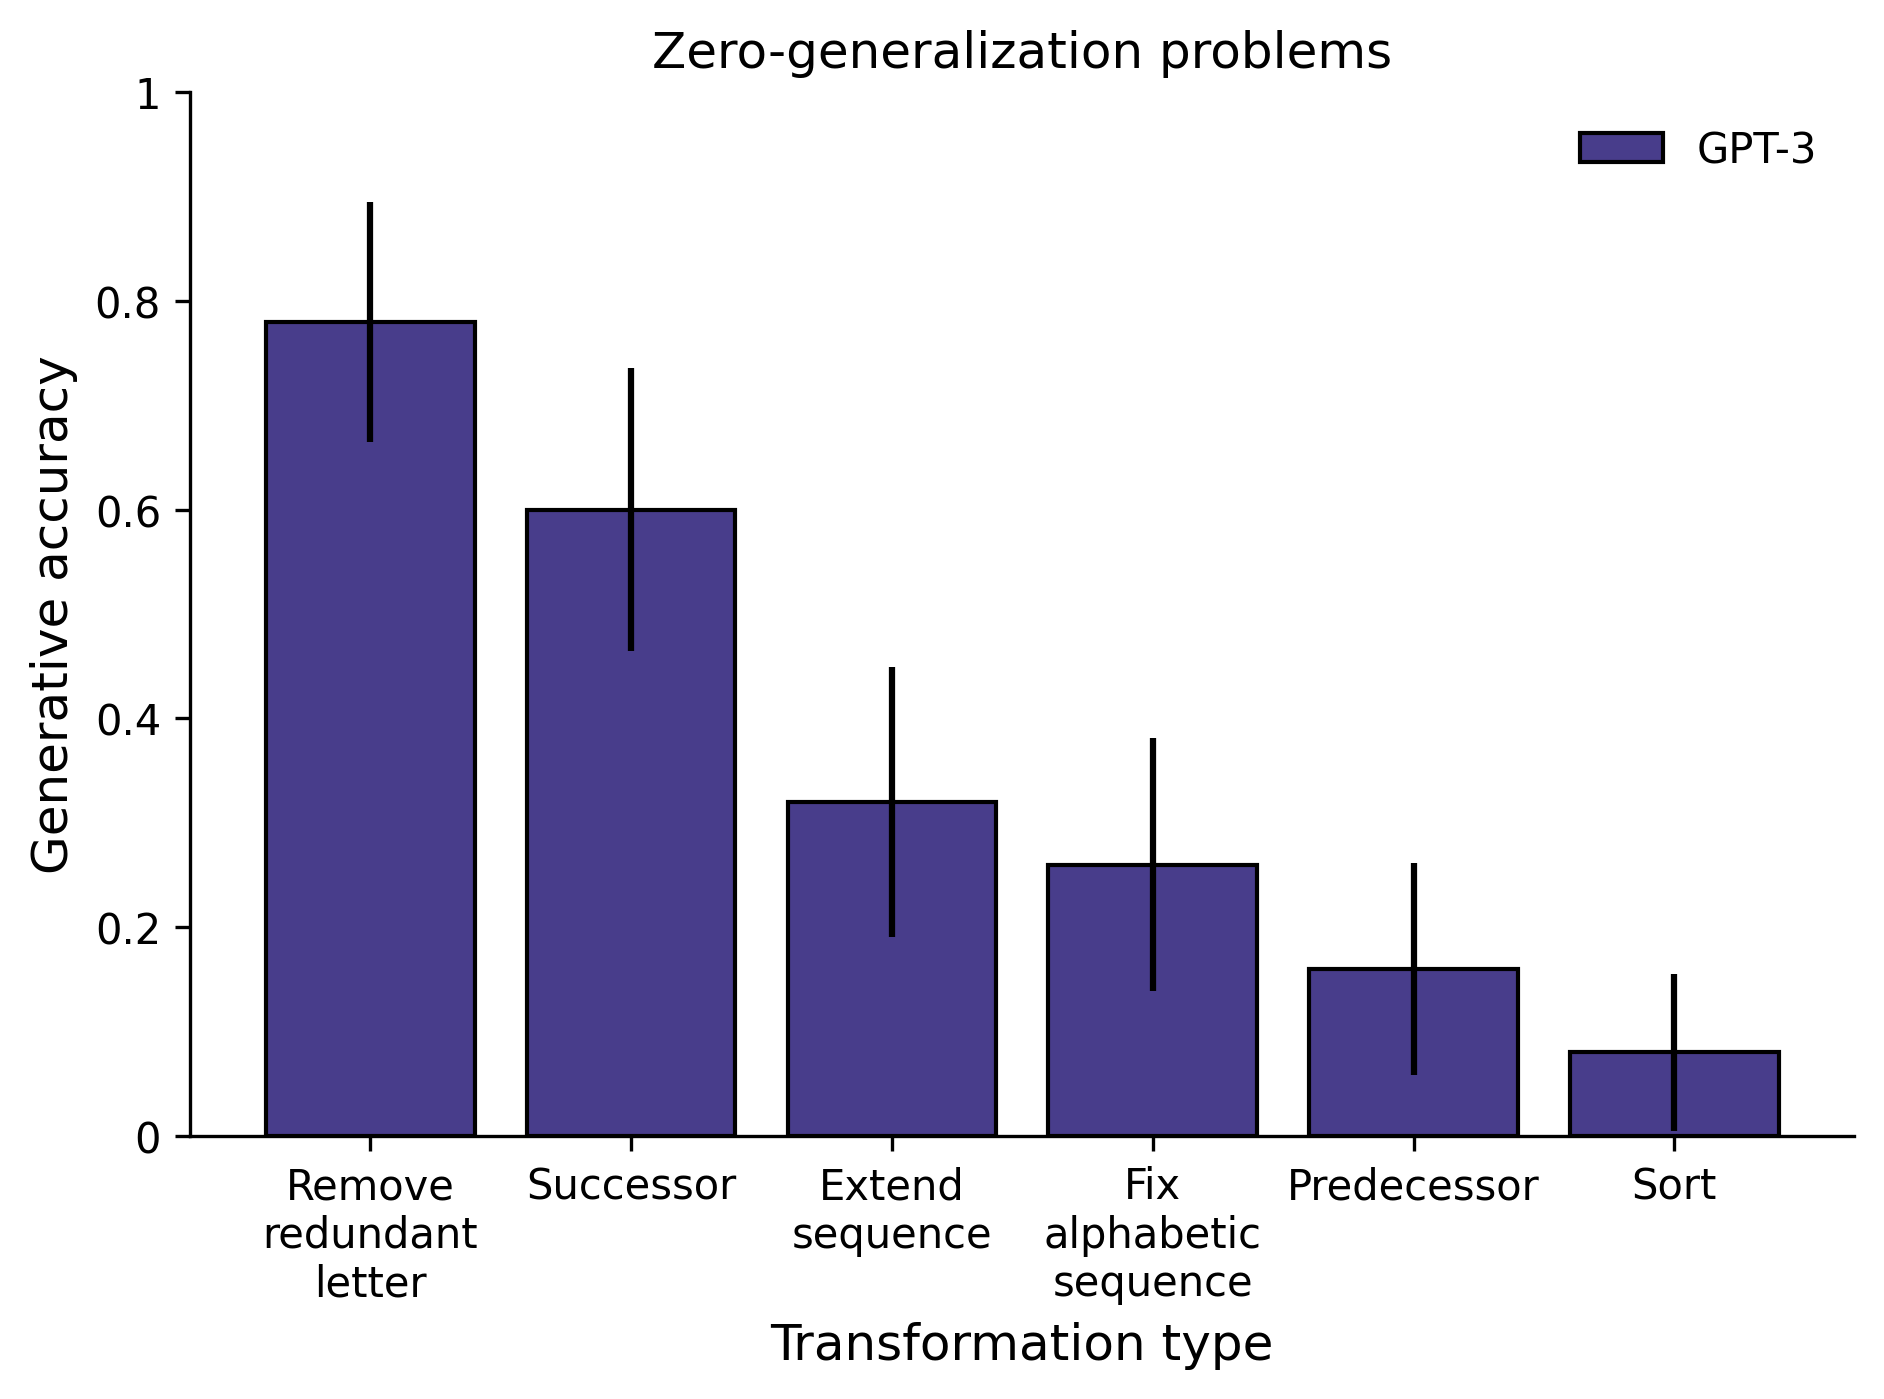 Zero-generalization problems
GPT-3
Generative accuracy
1
0.8
0.6
0.4
0.2
0
Remove
redundant
letter
Successor
Extend
sequence
Fix
alphabetic
sequence
Predecessor
Sort
Transformation type